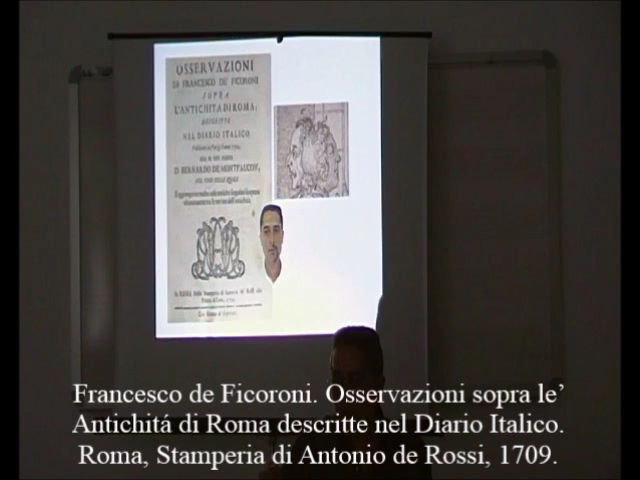 OSSERVAZIONI
DI FRANCESCO DE' FICORONI
SOPRA
L'ANTICHITA DI ROMA;
DESCRITTE
NEL DIARIO ITALICO
D. BERNARDO DE MONTFAUCON,
Francesco de Ficoroni. Osservazioni sopra le’
Antichitá di Roma descritte nel Diario Italico.
Roma, Stamperia di Antonio de Rossi, 1709.